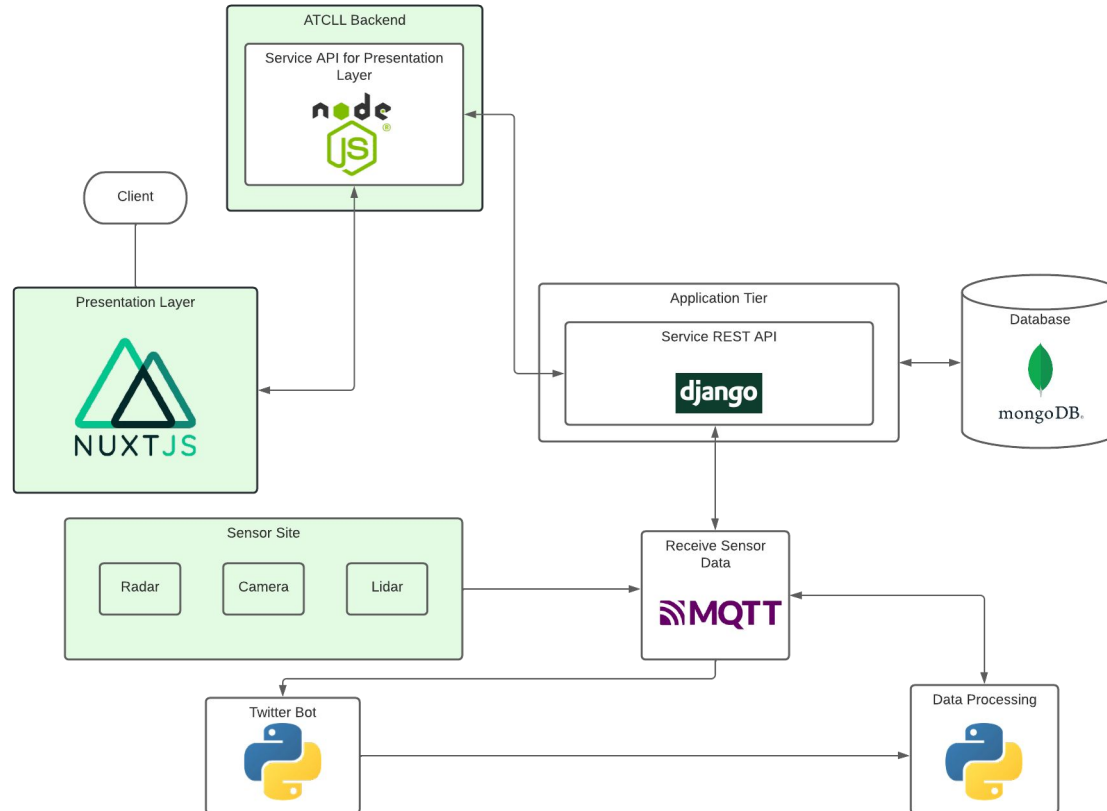 ATCLL Backend
Service API for Presentation
Layer
node
JS
®
Client
Presentation Layer
NUXTJS
Application Tier
Service REST API
django
Database
mongoDB®
Sensor Site
Radar
Camera
Lidar
Receive Sensor
Data
MQTT
Twitter Bot
Data Processing